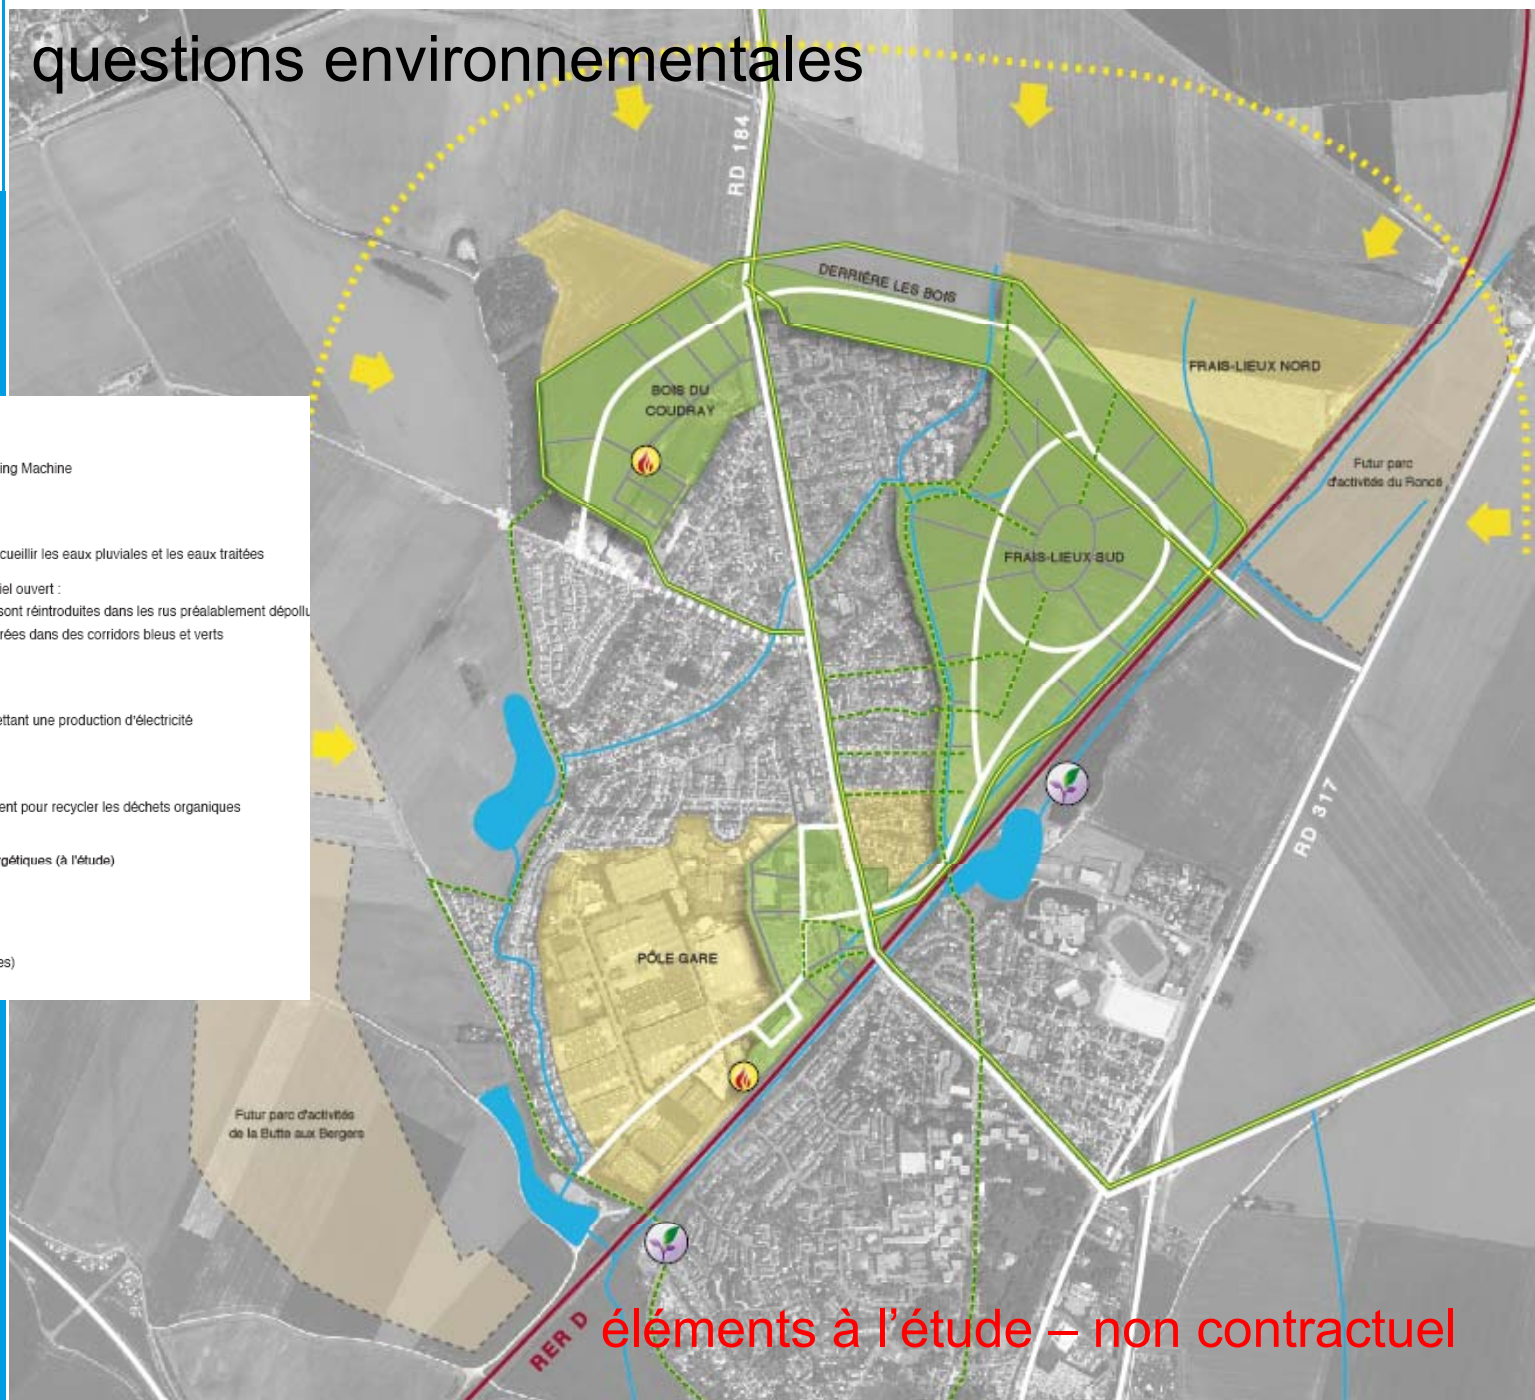 questions environnementales
RD 184
DERRIÈRE LES BOIS
BOIS DU
COUDRAY
FRAIS-LIEUX NORD
Futur parc
d'activités du Roncé
FRAIS-LIEUX SUD
ing Machine
cueillir les eaux pluviales et les eaux traitées
iel ouvert :
sont réintroduites dans les rus préalablement dépollu
rées dans des corridors bleus et verts
ettant une production d'électricité
ent pour recycler les déchets organiques
rgétiques (à l'étude)
es)
RD 317
PÔLE GARE
Futur parc d'activités
de la Butte aux Bergers
RER D
éléments à l'étude – non contractuel